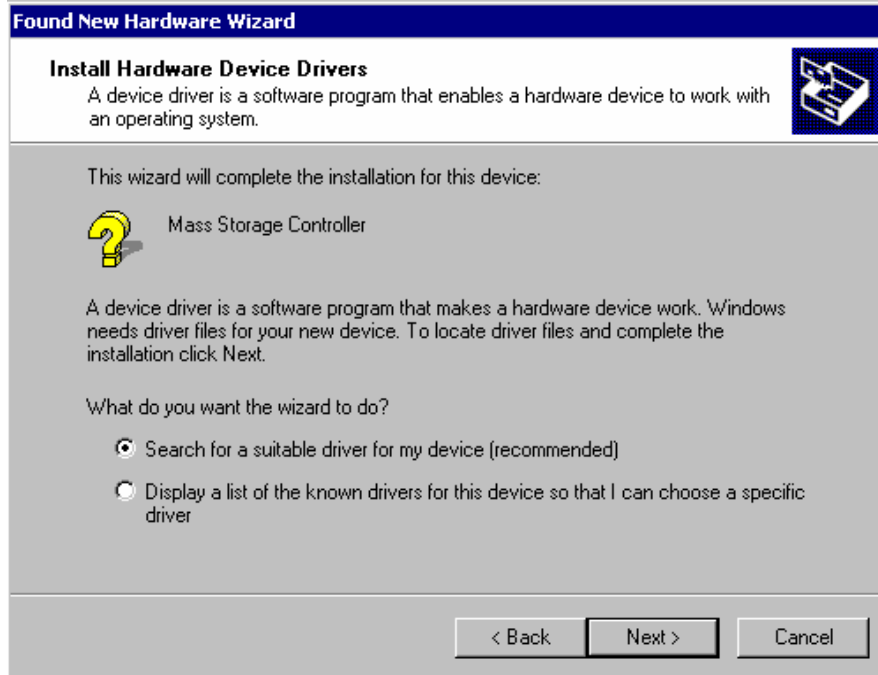 Found New Hardware Wizard
Install Hardware Device Drivers
A device driver is a software program that enables a hardware device to work with
an operating system.
This wizard will complete the installation for this device:
Mass Storage Controller
A device driver is a software program that makes a hardware device work. Windows
needs driver files for your new device. To locate driver files and complete the
installation click Next.
What do you want the wizard to do?
Search for a suitable driver for my device (recommended)
Display a list of the known drivers for this device so that I can choose a specific
driver
< Back
Next >
Cancel